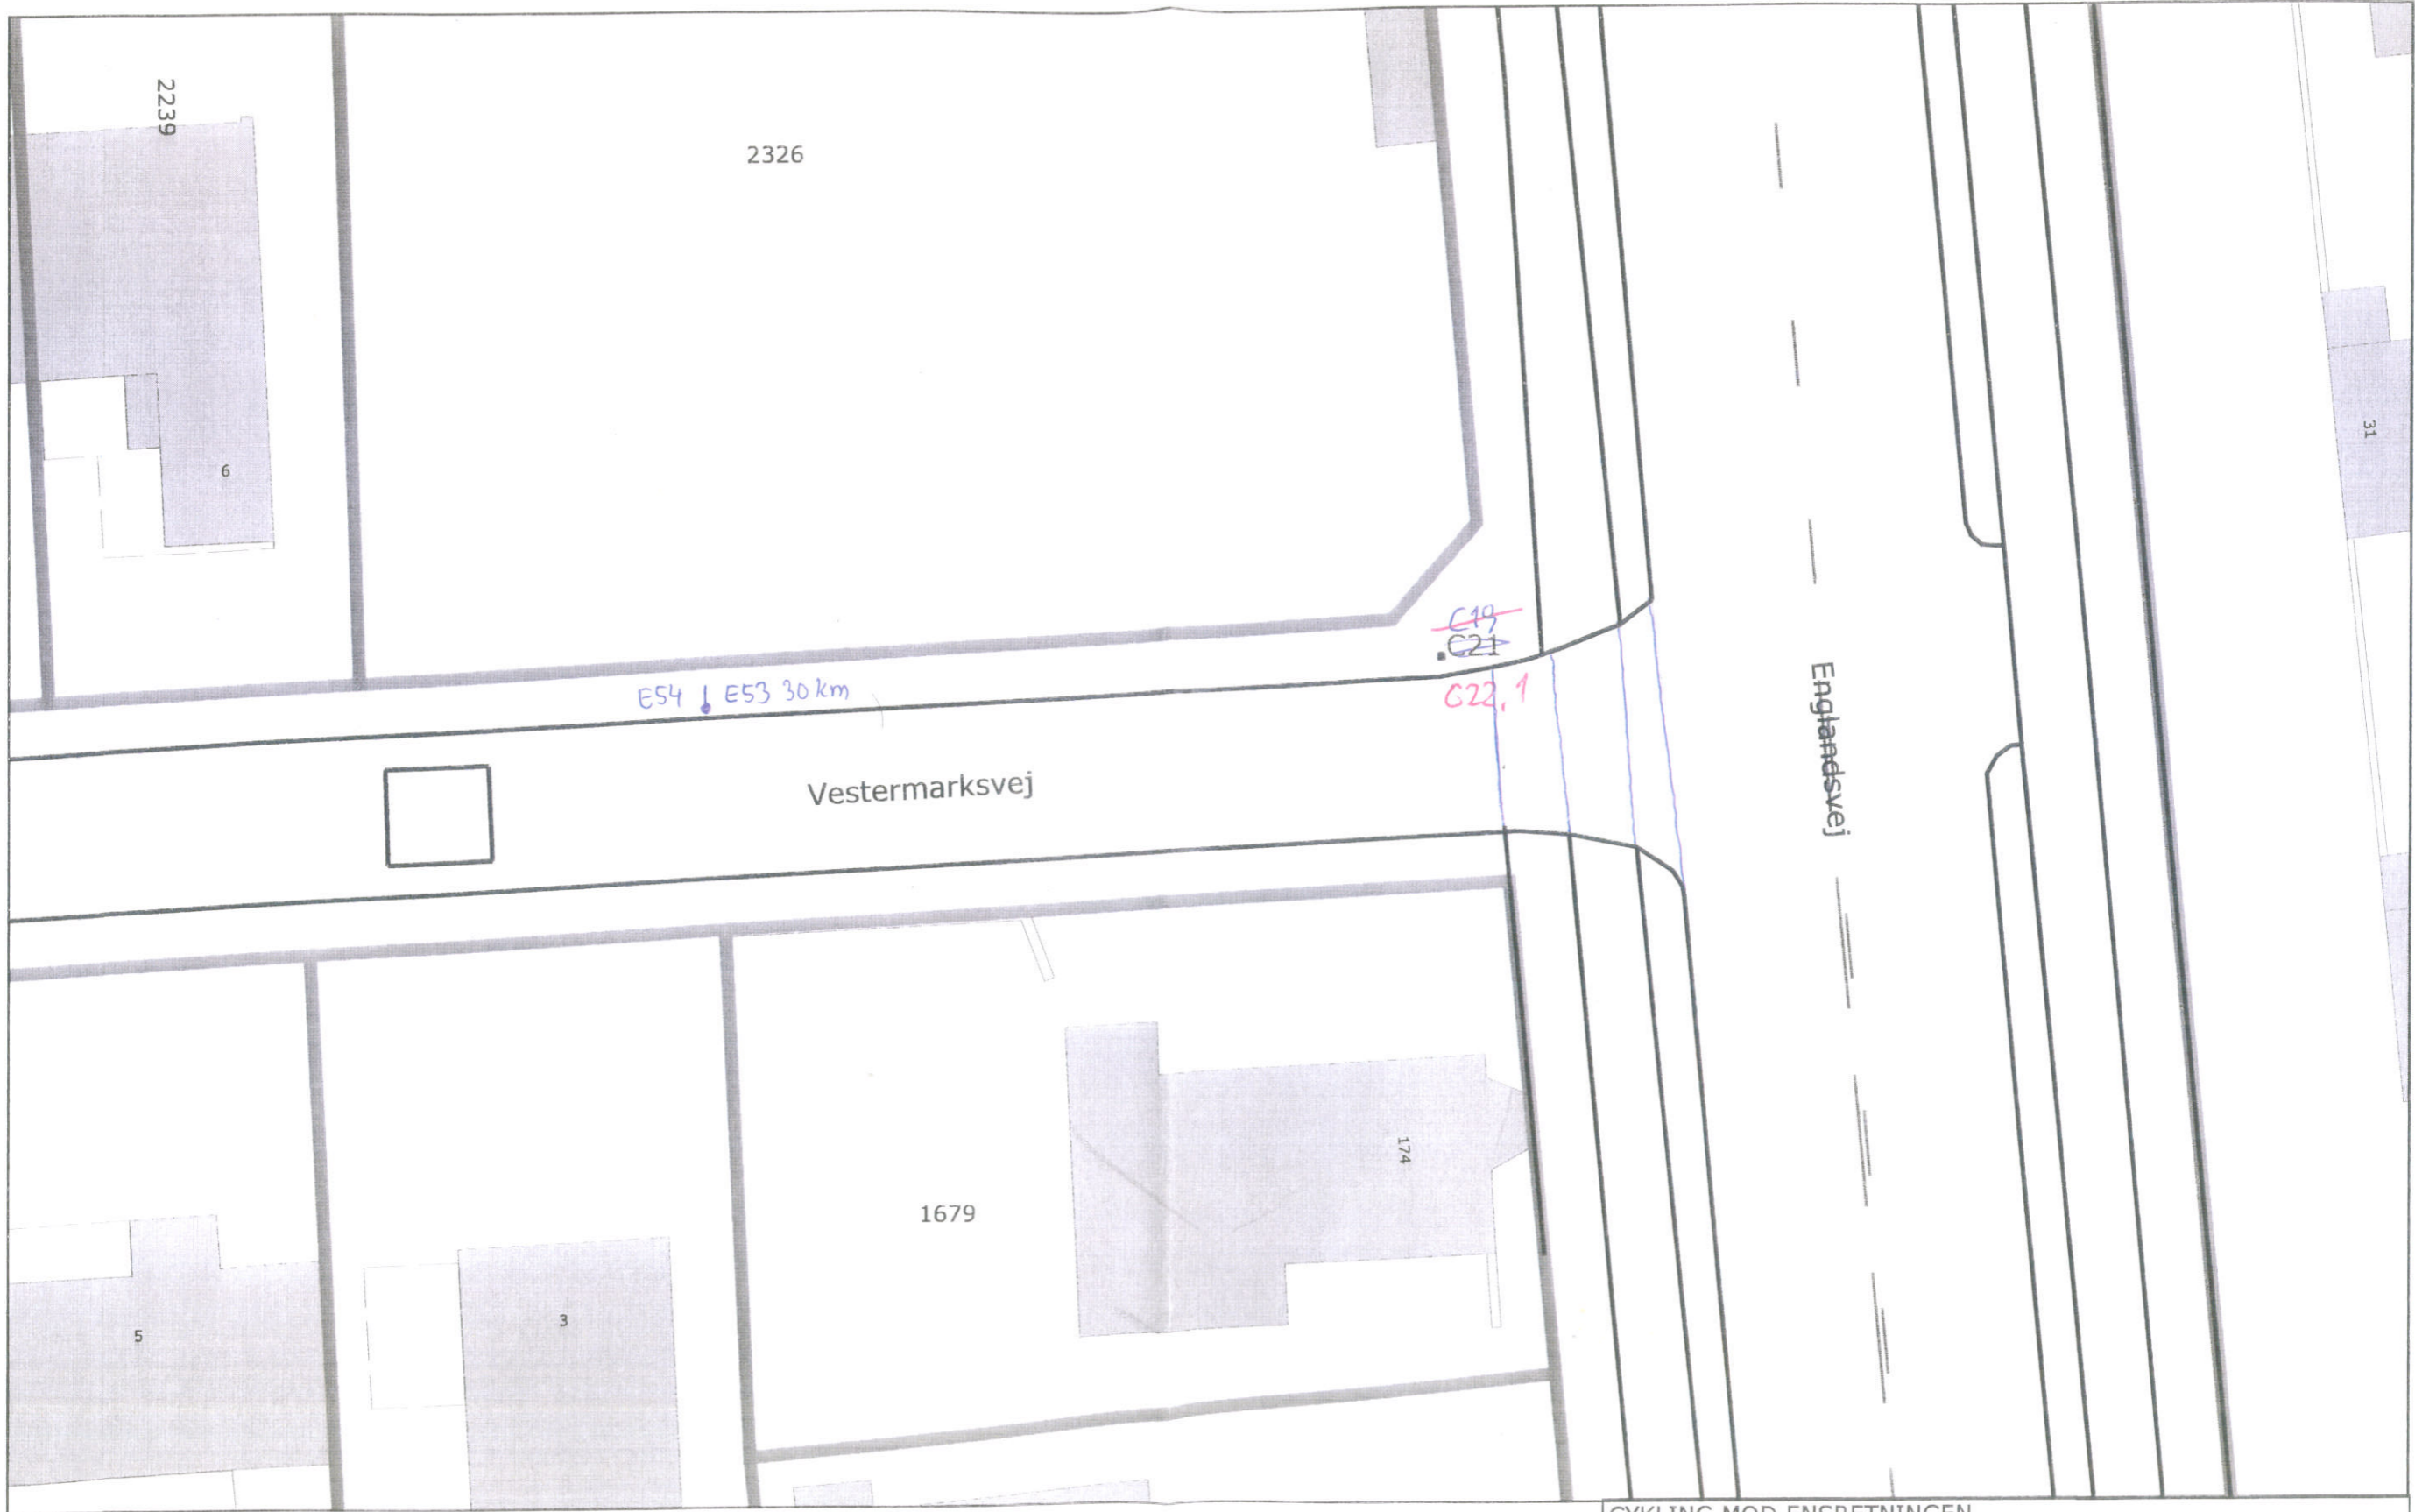 2239
2326
6
31
C19
C21
E54 E53 30 km
C22,1
Vestermarksvej
Englandsvej
174
1679
3
5
CYKLING MOD ENSRETNINGEN